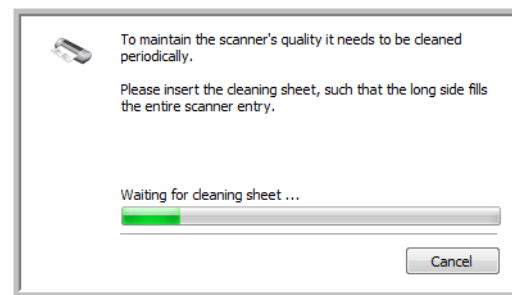 To maintain the scanner's quality it needs to be cleaned
periodically.
Please insert the cleaning sheet, such that the long side fills
the entire scanner entry.
Waiting for cleaning sheet ...
Cancel